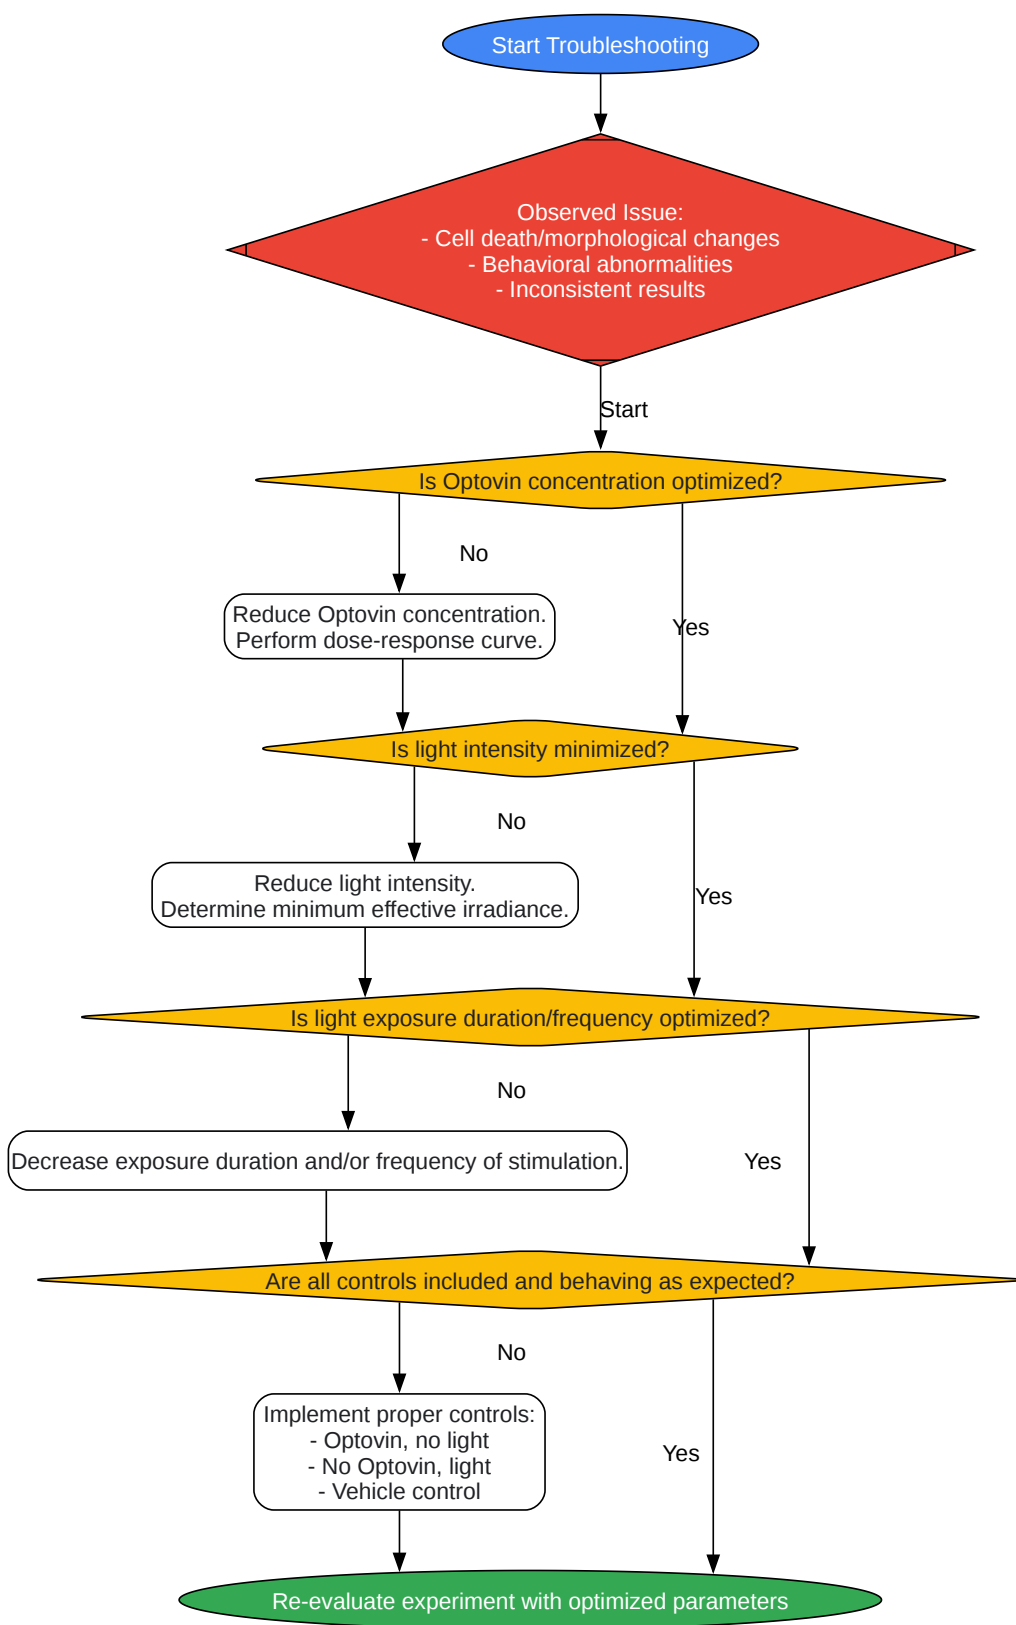 Start Troubleshooting
Observed Issue:
- Cell death/morphological changes
- Behavioral abnormalities
- Inconsistent results
Start
Is Optovin concentration optimized?
No
Reduce Optovin concentration.
Perform dose-response curve.
Yes
Is light intensity minimized?
No
Reduce light intensity.
Determine minimum effective irradiance.
Yes
Is light exposure duration/frequency optimized?
No
Decrease exposure duration and/or frequency of stimulation.
Yes
Are all controls included and behaving as expected?
No
Implement proper controls:
- Optovin, no light
- No Optovin, light
- Vehicle control
Yes
Re-evaluate experiment with optimized parameters